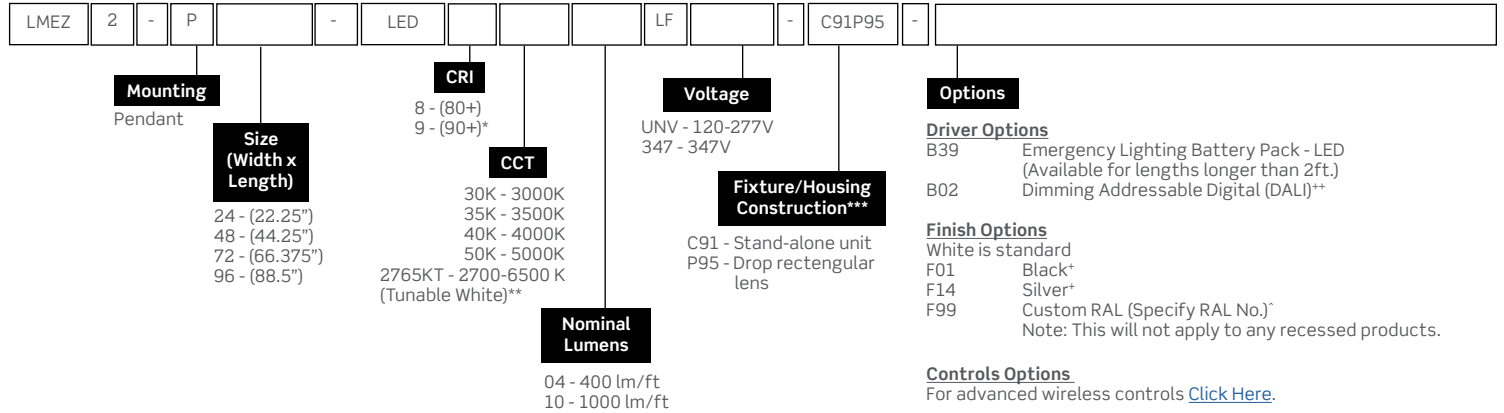 LMEZ 2 - P - LED LF - C91P95 -
Mounting
Pendant
Size
(Width x
Length)
24 - (22.25”)
48 - (44.25”)
72 - (66.375”)
96 - (88.5”)
CRI
8 - (80+)
9 - (90+)*
CCT
30K - 3000K
35K - 3500K
40K - 4000K
50K - 5000K
2765KT - 2700-6500 K
(Tunable White)**
Nominal
Lumens
04 - 400 lm/ft
10 - 1000 lm/ft
Voltage
UNV - 120-277V
347 - 347V
Fixture/Housing
Construction***
C91 - Stand-alone unit
P95 - Drop rectengular
lens
Options
Driver Options
B39 Emergency Lighting Battery Pack - LED
(Available for lengths longer than 2ft.)
B02 Dimming Addressable Digital (DALI)++
Finish Options
White is standard
F01 Black+
F14 Silver+
F99 Custom RAL (Specify RAL No.)^
Note: This will not apply to any recessed products.
Controls Options
For advanced wireless controls Click Here.